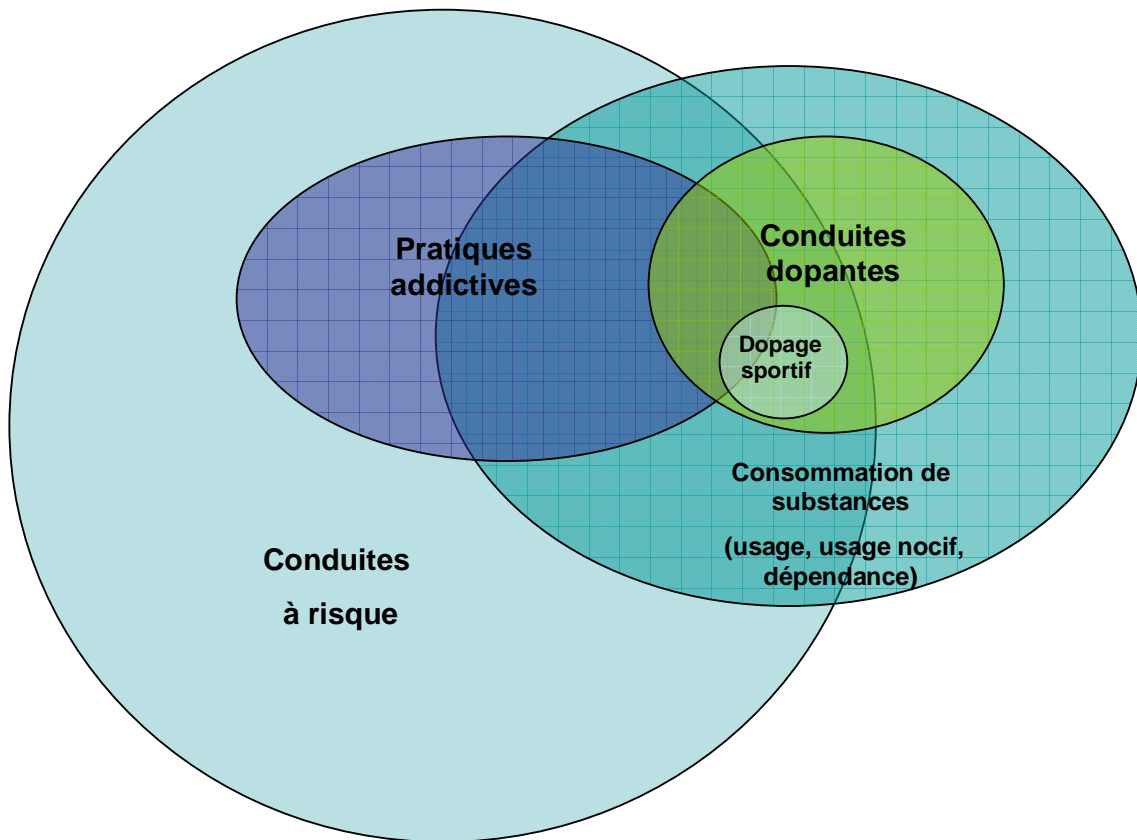 Pratiques
addictives
Conduites
dopantes
Dopage
sportif
Consommation de
substances
(usage, usage nocif,
dépendance)
Conduites
à risque